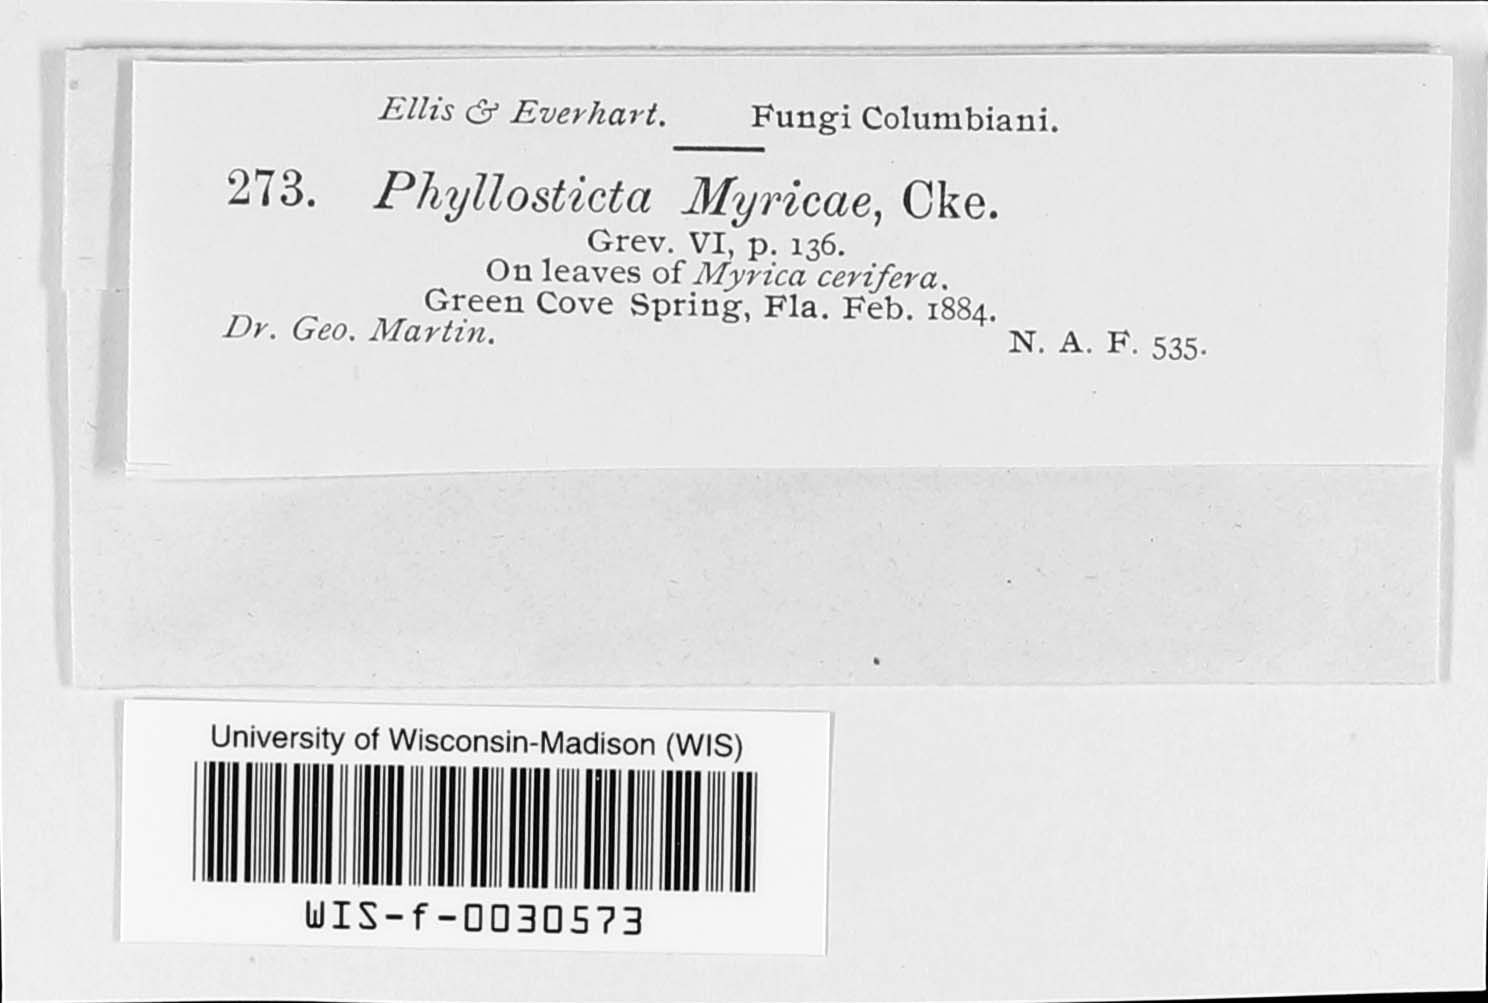 Ellis & Everhart. Fungi Columbiani.
273. Phyllosticta Myricae, Cke.
Grev. VI, p. 136.
On leaves of Myrica cerifera.
Green Cove Spring, Fla. Feb. 1884.
Dr. Geo. Martin. N. A. F. 535.
University of Wisconsin-Madison (WIS)
WIS-f-0030573